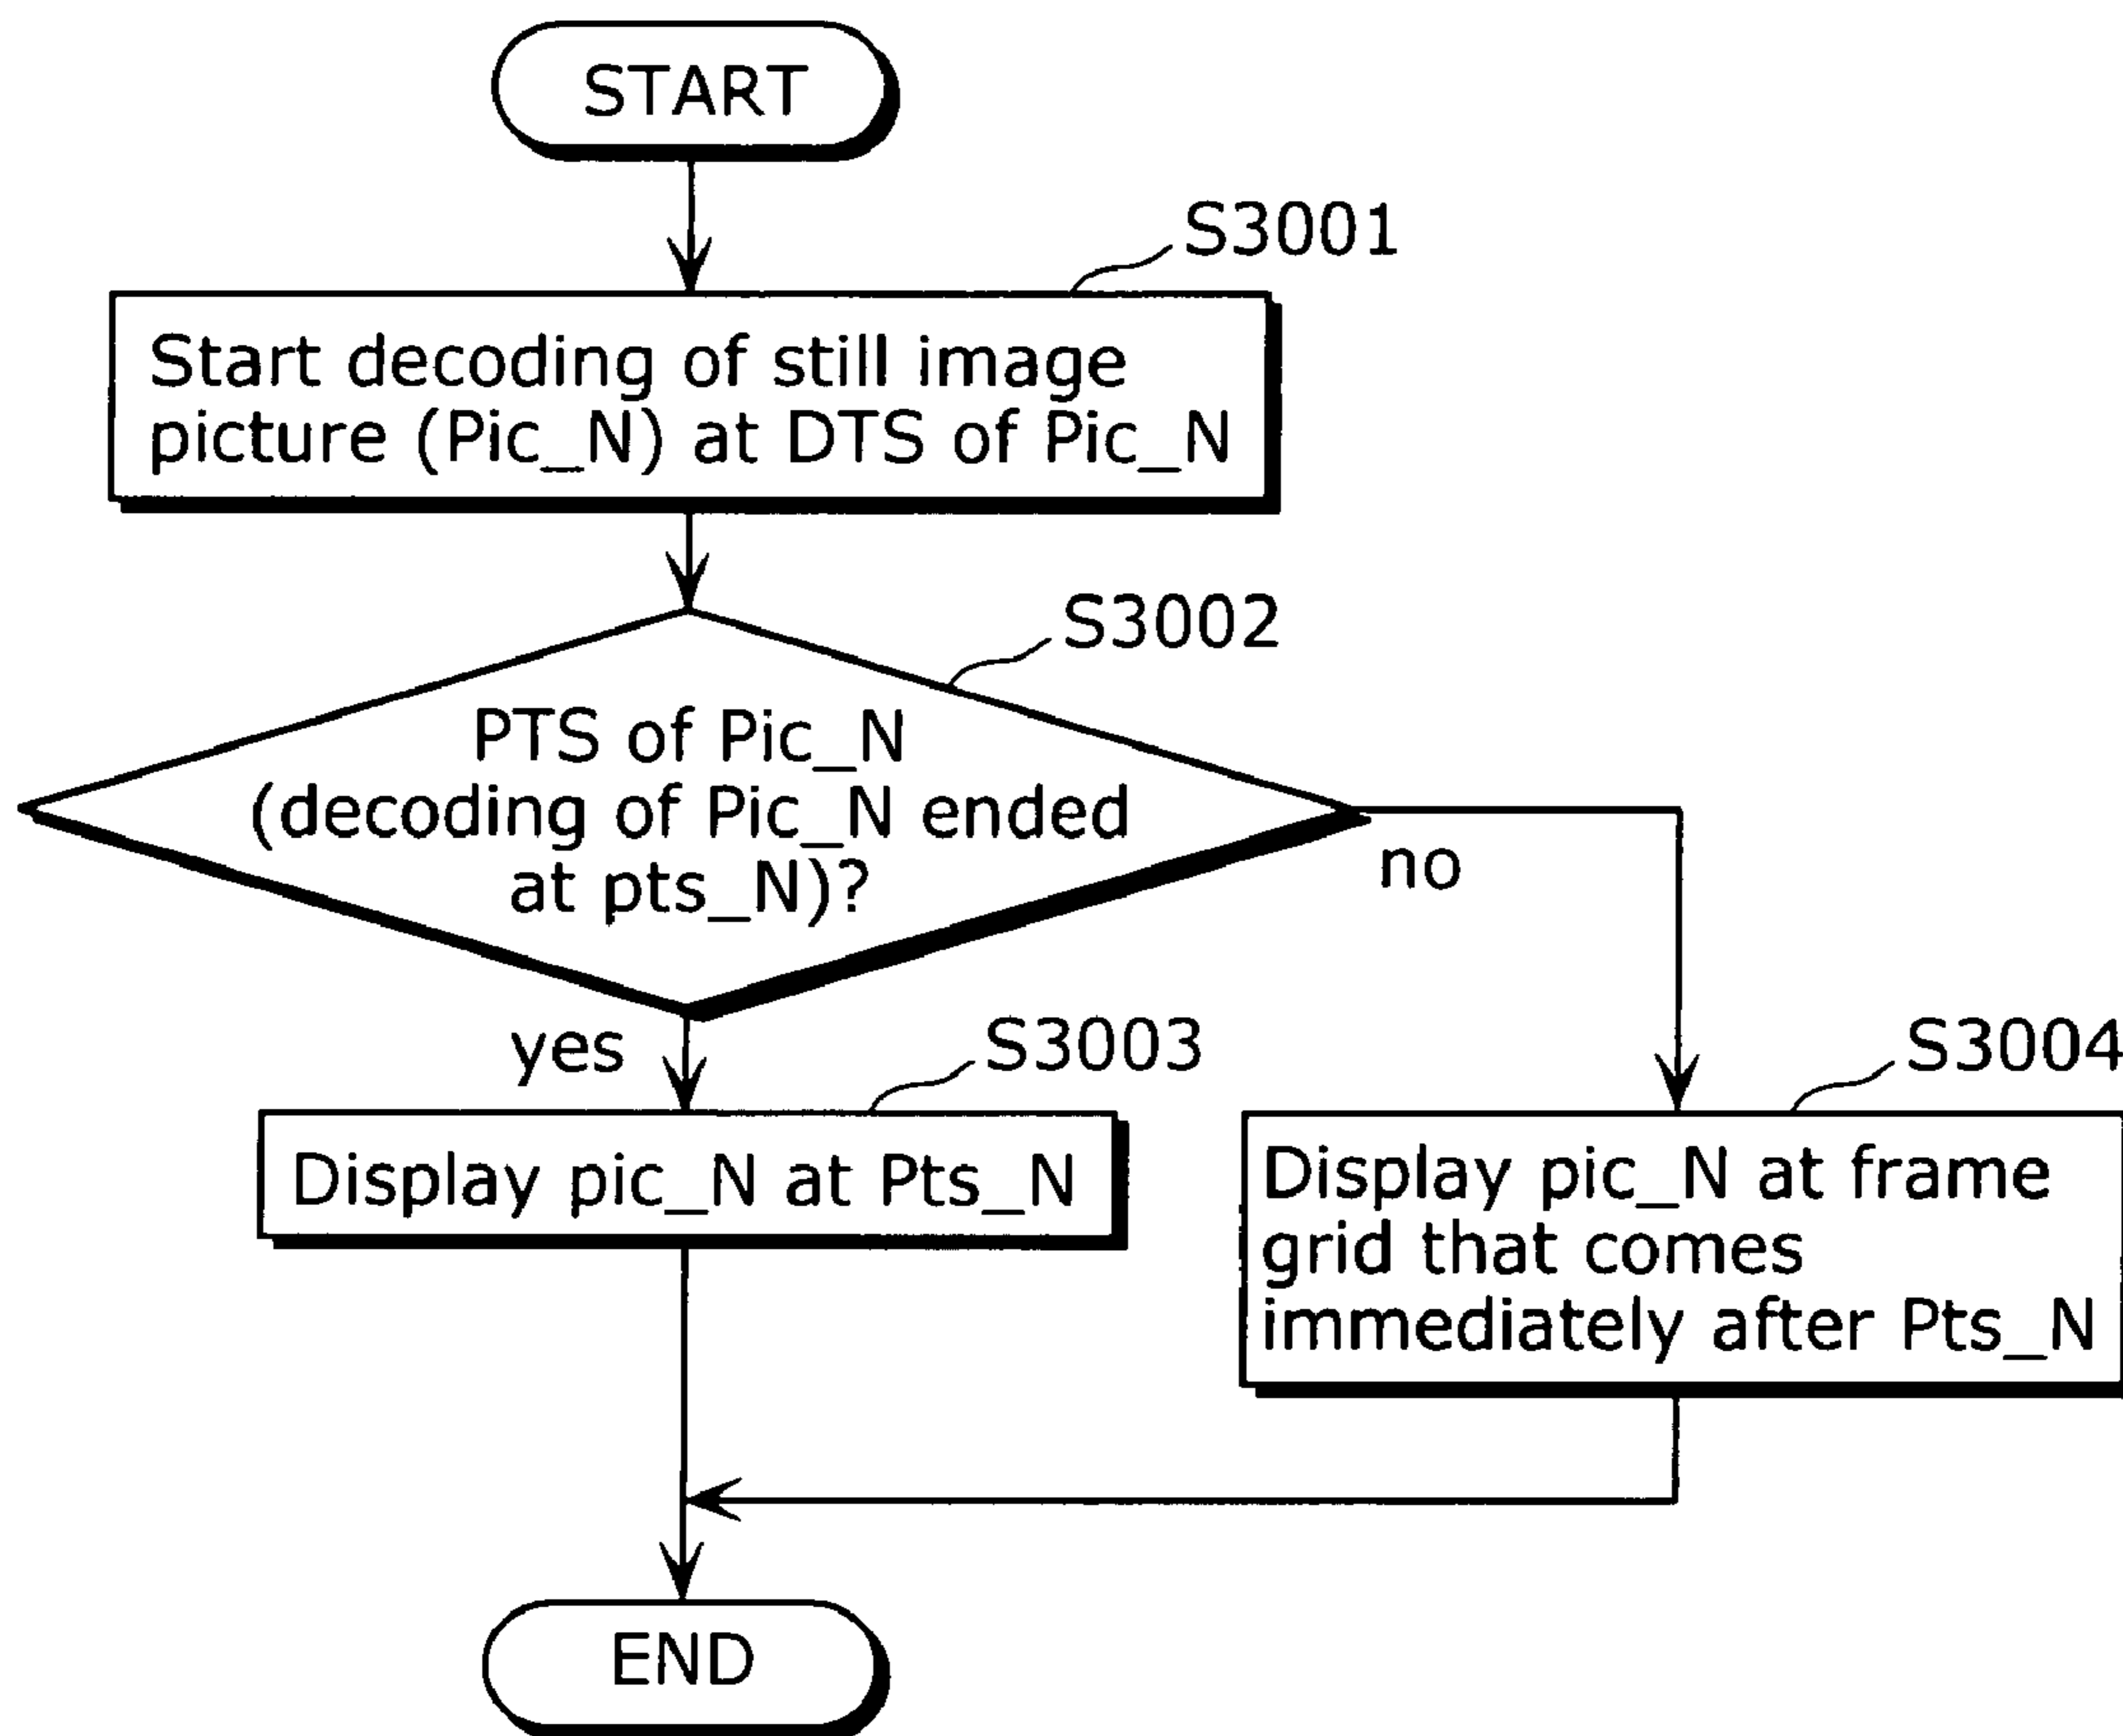 START
S3001
Start decoding of still image
picture (Pic_N) at DTS of Pic_N
S3002
PTS of Pic_N
(decoding of Pic_N ended
at pts_N)?
no
yes
S3003
S3004
Display pic_N at Pts_N
Display pic_N at frame
grid that comes
immediately after Pts_N
END